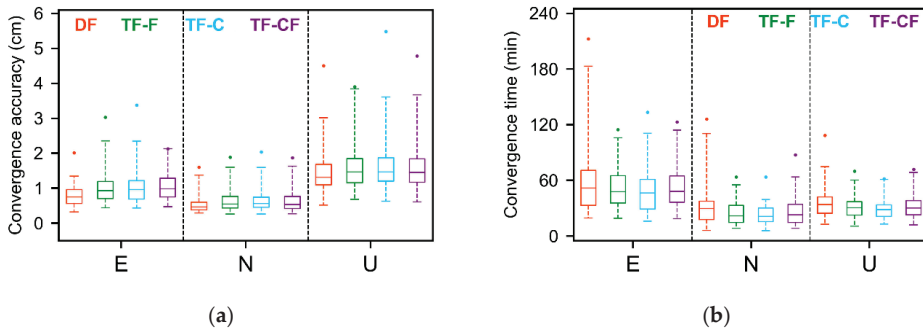 DF TF-F TF-C TF-CF
Convergence accuracy (cm)
6
5
4
3
2
1
0
E N U
(a)
DF TF-F TF-C TF-CF
Convergence time (min)
240
180
120
60
0
E N U
(b)